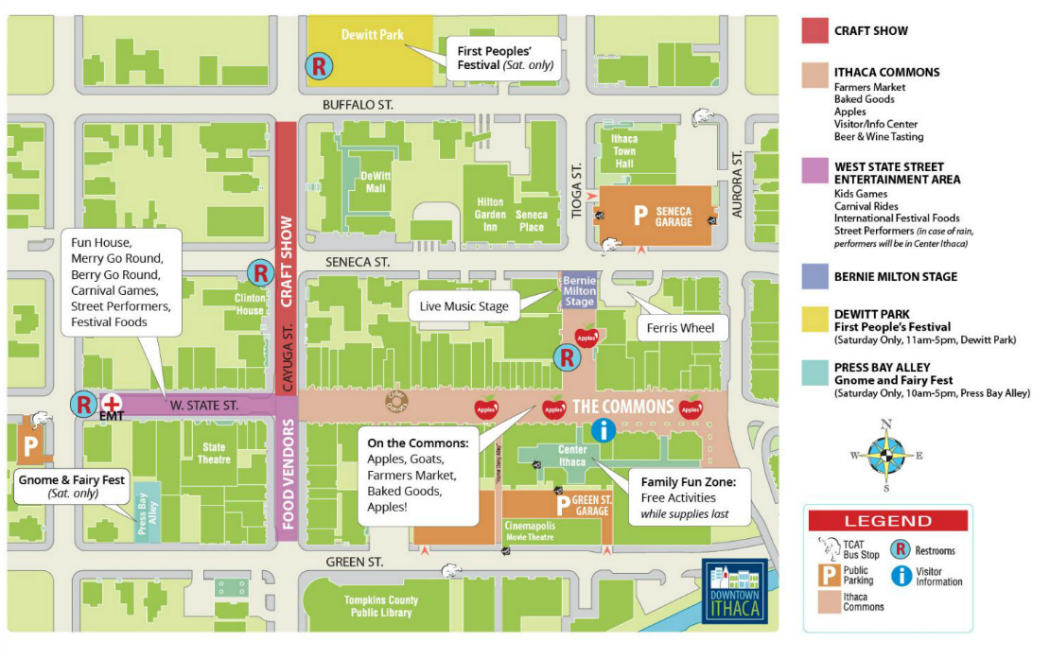 Dewitt Park
First Peoples'
Festival (Sat. only)
R
BUFFALO ST.
Ithaca
Town
Hall
DeWitt
Mall
TIOGA ST.
AURORA ST.
Hilton
Garden
Inn
Seneca
Place
P SENECA
GARAGE
CRAFT SHOW
Fun House,
Merry Go Round,
Berry Go Round,
Carnival Games,
Street Performers,
Festival Foods
SENECA ST.
R
Clinton
House
Bernie
Milton
Stage
Live Music Stage
Ferris Wheel
Apples
R
CAYUGA ST.
R
EMT
W. STATE ST.
Apples
Apples
THE COMMONS
Apples
i
P
State
Theatre
FOOD VENDORS
On the Commons:
Apples, Goats,
Farmers Market,
Baked Goods,
Apples!
Center
Ithaca
Family Fun Zone:
Free Activities
while supplies last
Gnome & Fairy Fest
(Sat. only)
Press Bay
Alley
P GREEN ST.
GARAGE
Cinemapolis
Movie Theatre
GREEN ST.
Tompkins County
Public Library
DOWNTOWN
ITHACA
CRAFT SHOW
ITHACA COMMONS
Farmers Market
Baked Goods
Apples
Visitor/Info Center
Beer & Wine Tasting
WEST STATE STREET
ENTERTAINMENT AREA
Kids Games
Carnival Rides
International Festival Foods
Street Performers (in case of rain,
performers will be in Center Ithaca)
BERNIE MILTON STAGE
DEWITT PARK
First People's Festival
(Saturday Only, 11am-5pm, Dewitt Park)
PRESS BAY ALLEY
Gnome and Fairy Fest
(Saturday Only, 10am-5pm, Press Bay Alley)
N
W E
S
LEGEND
TCAT
Bus Stop
R Restrooms
P Public
Parking
i Visitor
Information
Ithaca
Commons